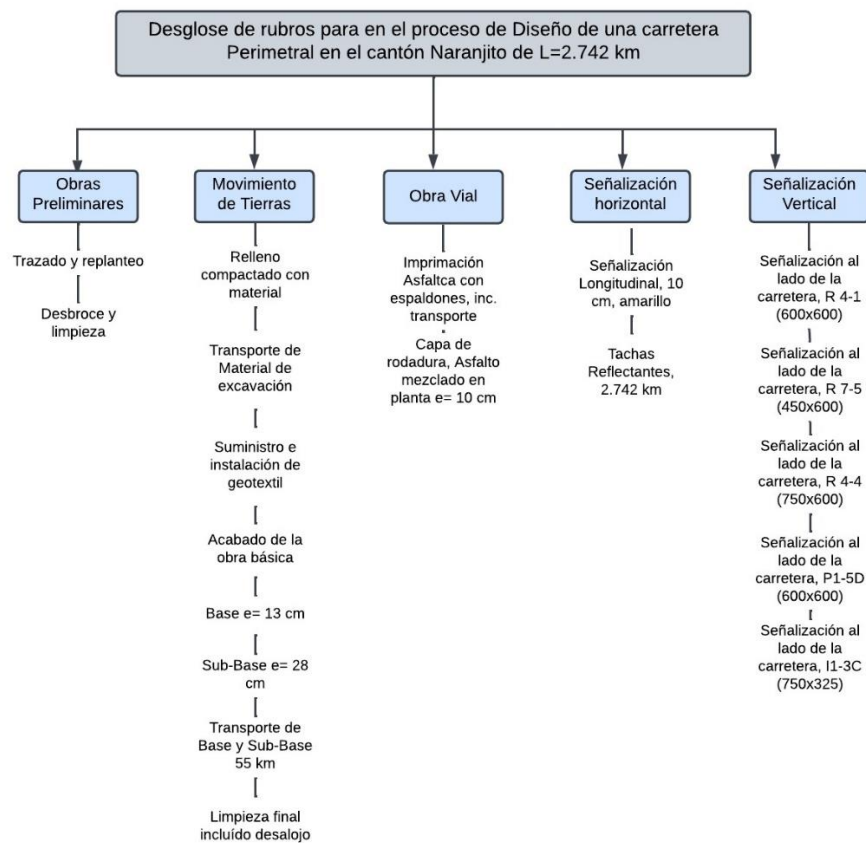 Desglose de rubros para en el proceso de Diseño de una carretera
Perimetral en el cantón Naranjito de L=2.742 km
Obras
Preliminares
Trazado y replanteo
Desbroce y
limpieza
Movimiento
de Tierras
Relleno
compactado con
material
Transporte de
Material de
excavación
Suministro e
instalación de
geotextil
Acabado de la
obra básica
Base e= 13 cm
Sub-Base e= 28
cm
Transporte de
Base y Sub-Base
55 km
Limpieza final
incluído desalojo
Obra Vial
Imprimación
Asfaltca con
espaldones, inc.
transporte
Capa de
rodadura, Asfalto
mezclado en
planta e= 10 cm
Señalización
horizontal
Señalización
Longitudinal, 10
cm, amarillo
Tachas
Reflectantes,
2.742 km
Señalización
Vertical
Señalización al
lado de la
carretera, R 4-1
(600x600)
Señalización al
lado de la
carretera, R 7-5
(450x600)
Señalización al
lado de la
carretera, R 4-4
(750x600)
Señalización al
lado de la
carretera, P1-5D
(600x600)
Señalización al
lado de la
carretera, I1-3C
(750x325)